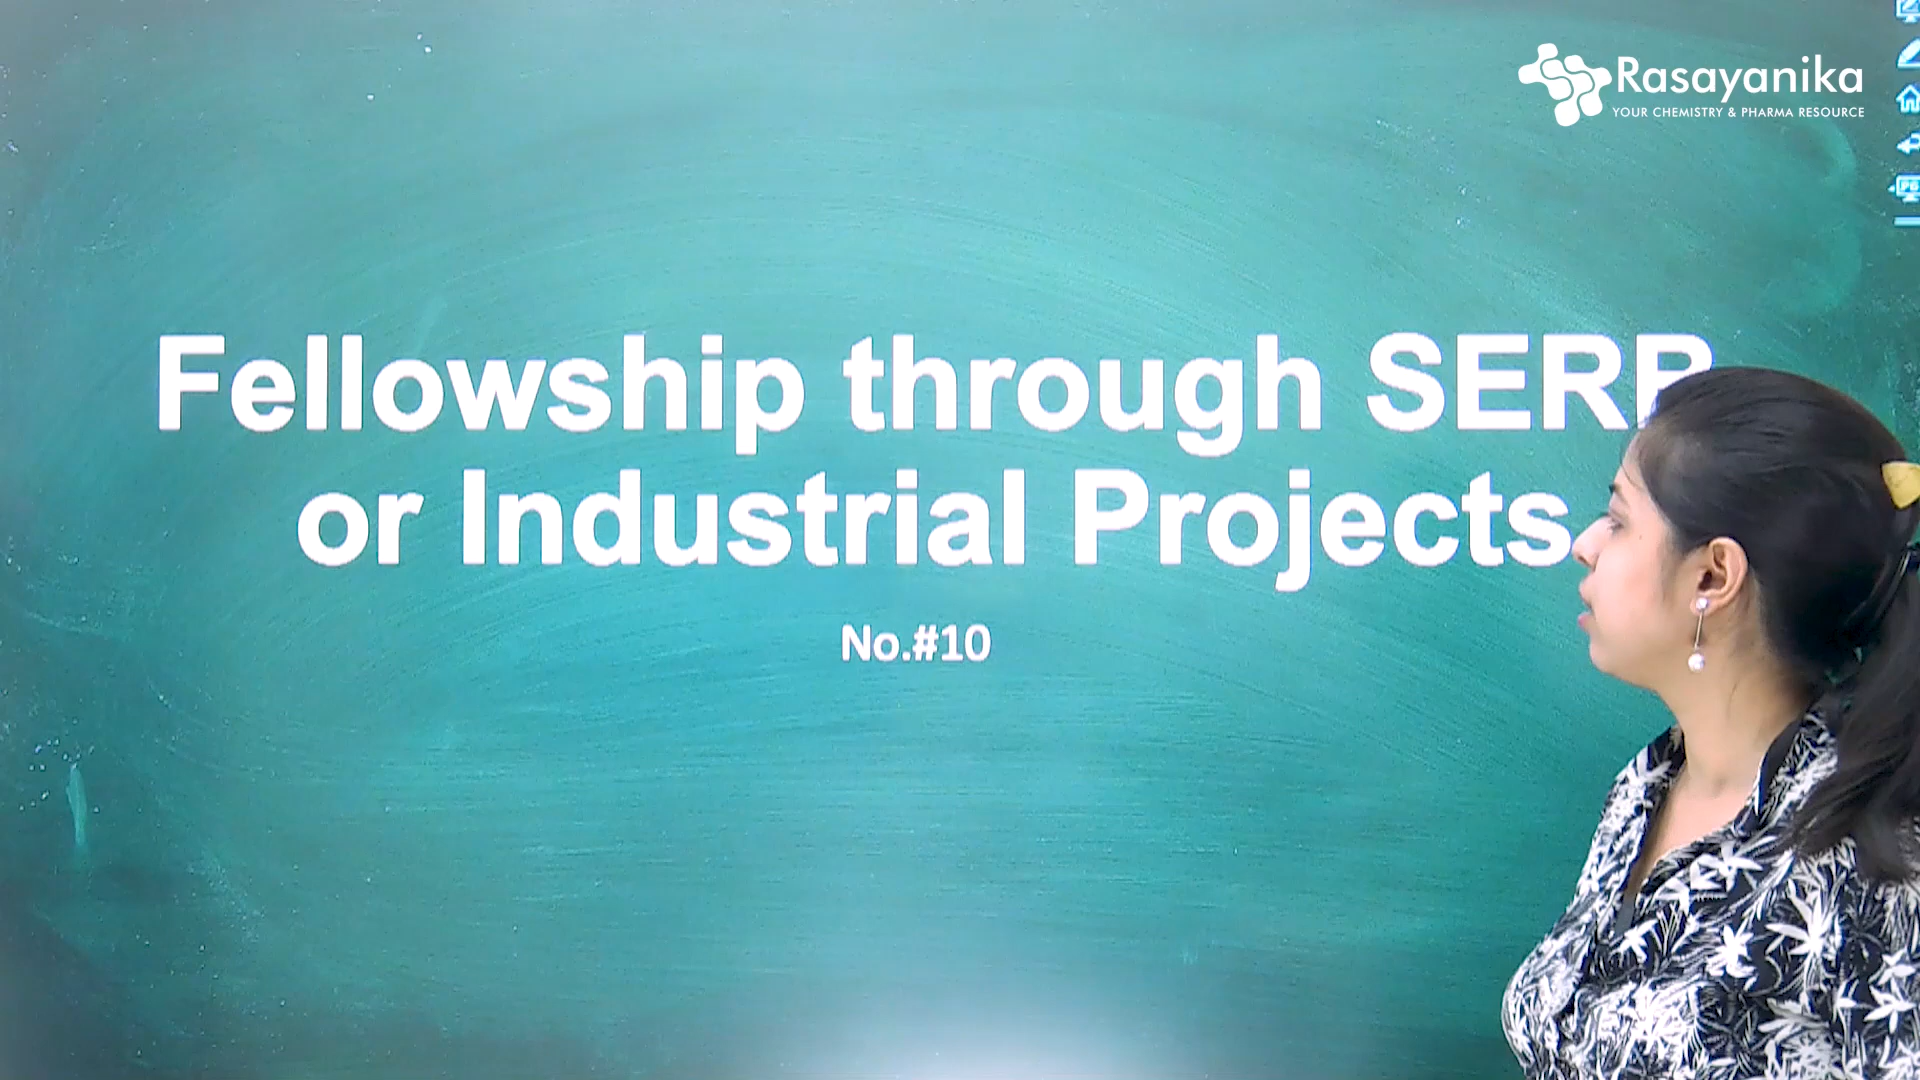 Rasayanika
YOUR CHEMISTRY & PHARMA RESOURCE
Fellowship through
or Industrial Projects
No.#10